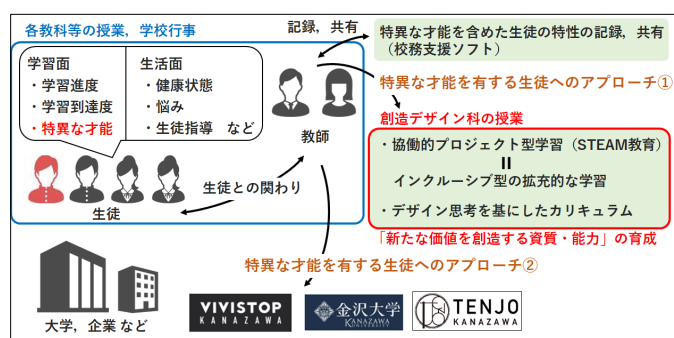 各教科等の授業，学校行事
記録，共有
特異な才能を含めた生徒の特性の記録，共有
（校務支援ソフト）
学習面
・学習進度
・学習到達度
・特異な才能
生活面
・健康状態
・悩み
・生徒指導　など
教師
生徒
生徒との関わり
特異な才能を有する生徒へのアプローチ①
創造デザイン科の授業
・協働的プロジェクト型学習（STEAM教育）
＝
インクルーシブ型の拡充的な学習
・デザイン思考を基にしたカリキュラム
「新たな価値を創造する資質・能力」の育成
特異な才能を有する生徒へのアプローチ②
大学，企業 など
VIVISTOP
KANAZAWA
金沢大学
KANAZAWA
UNIVERSITY
TENJO
KANAZAWA